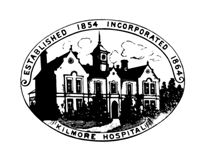 ESTABLISHED 1854 INCORPORATED 1864
KILMORE HOSPITAL